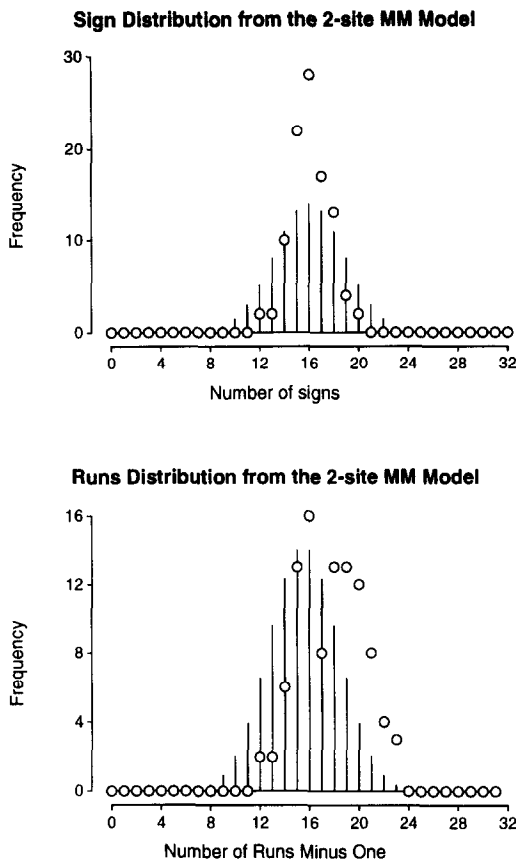 Sign Distribution from the 2-site MM Model
30
20
10
0
Frequency
0 4 8 12 16 20 24 28 32
Number of signs
Runs Distribution from the 2-site MM Model
16
12
8
4
0
Frequency
0 4 8 12 16 20 24 28 32
Number of Runs Minus One